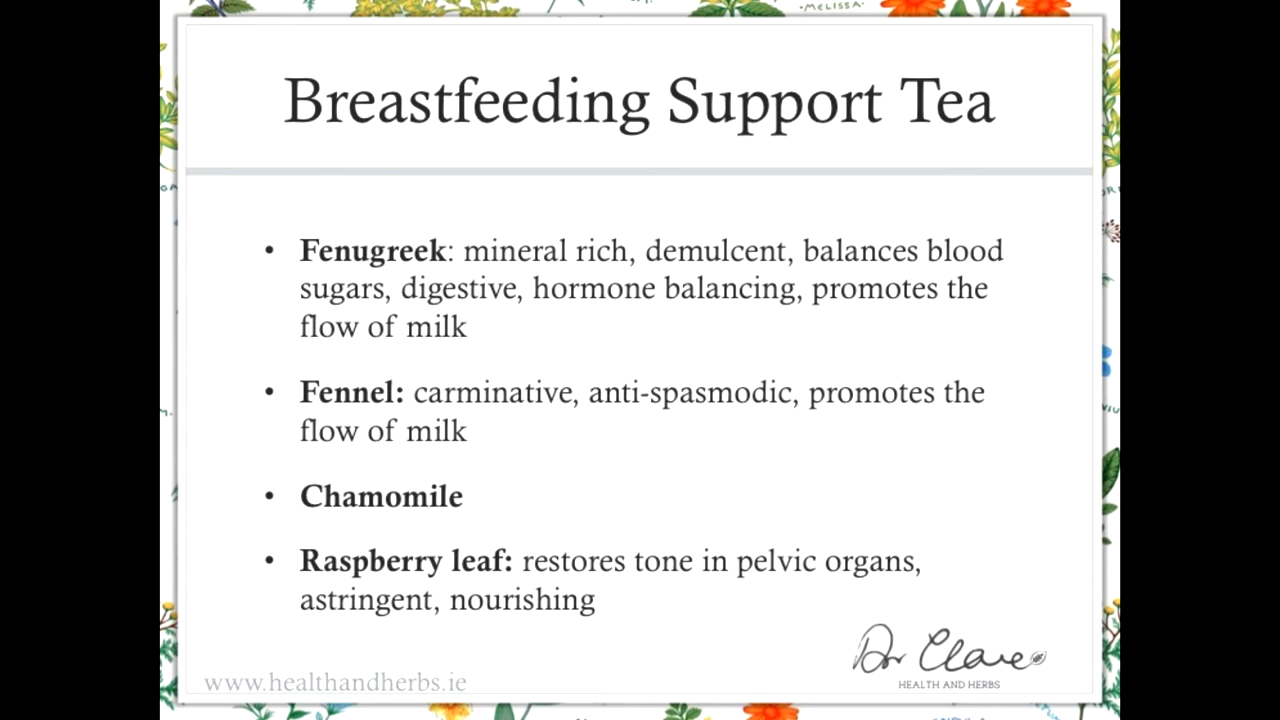 MELISSA
Breastfeeding Support Tea
• Fenugreek: mineral rich, demulcent, balances blood
sugars, digestive, hormone balancing, promotes the
flow of milk
• Fennel: carminative, anti-spasmodic, promotes the
flow of milk
• Chamomile
• Raspberry leaf: restores tone in pelvic organs,
astringent, nourishing
Dr Clare
HEALTH AND HERBS
www.healthandherbs.ie